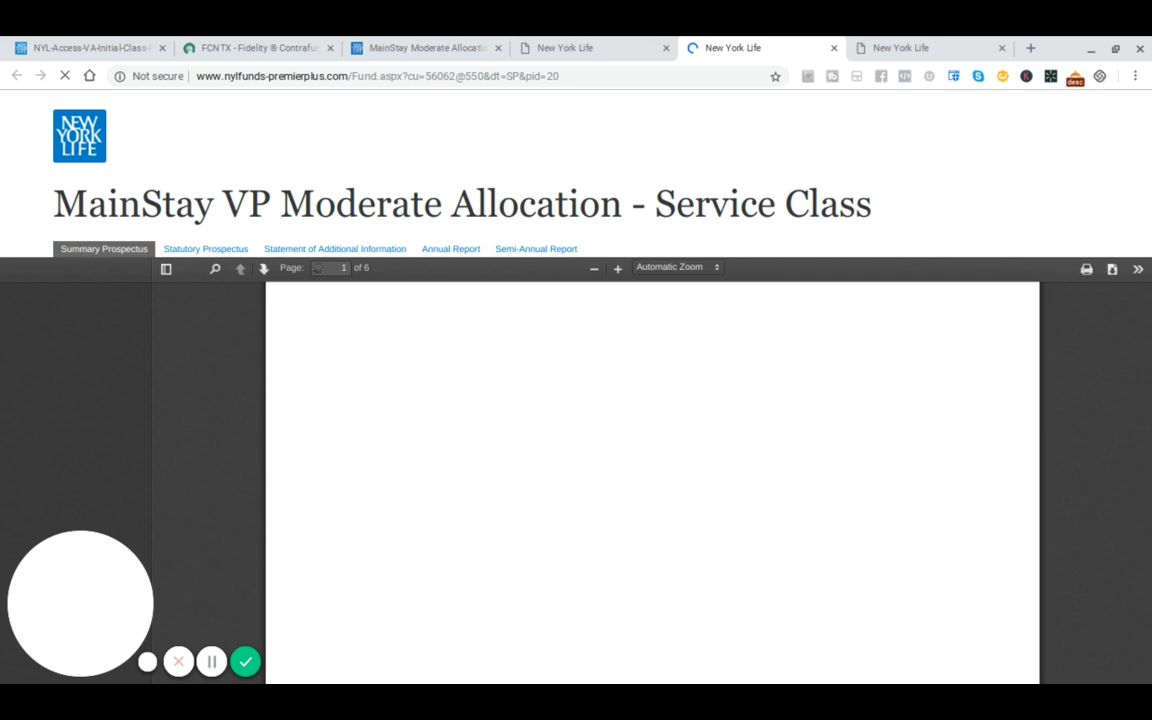 NYL-Access-VA-Initial-Class-
FCNTX - Fidelity ® Contrafun
MainStay Moderate Allocatio
New York Life
New York Life
New York Life
Not secure
www.nylfunds-premierplus.com/Fund.aspx?cu=56062@550&dt=SP&pid=20
desc
NEW
YORK
LIFE
MainStay VP Moderate Allocation - Service Class
Summary Prospectus
Statutory Prospectus
Statement of Additional Information
Annual Report
Semi-Annual Report
Page: 1 of 6
Automatic Zoom